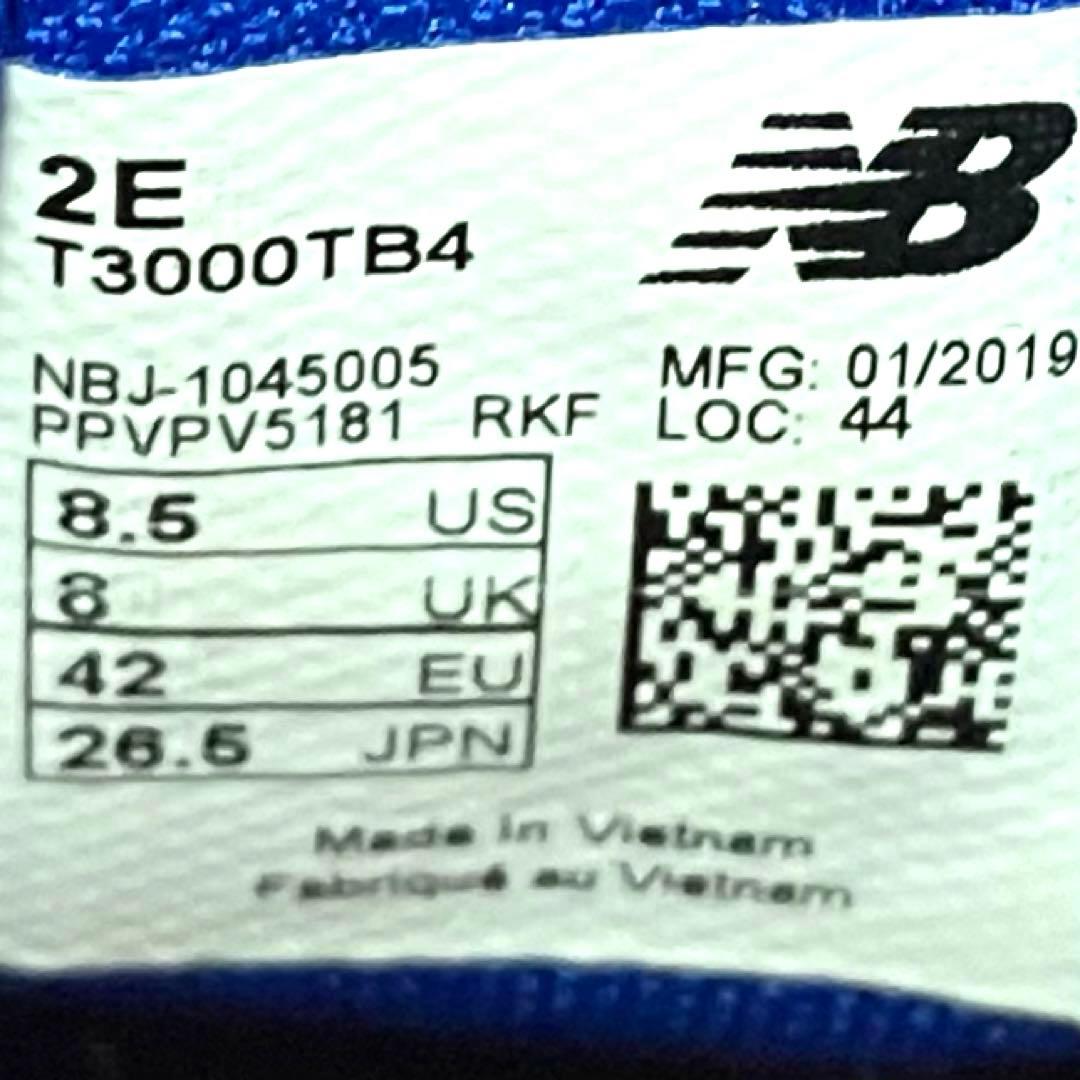 NB
2E
T3000TB4
NBJ-1045005
PPVPV5181 RKF
MFG: 01/2019
LOC: 44
8.5 US
8 UK
42 EU
26.5 JPN
Made in Vietnam
Fabriqué au Vietnam